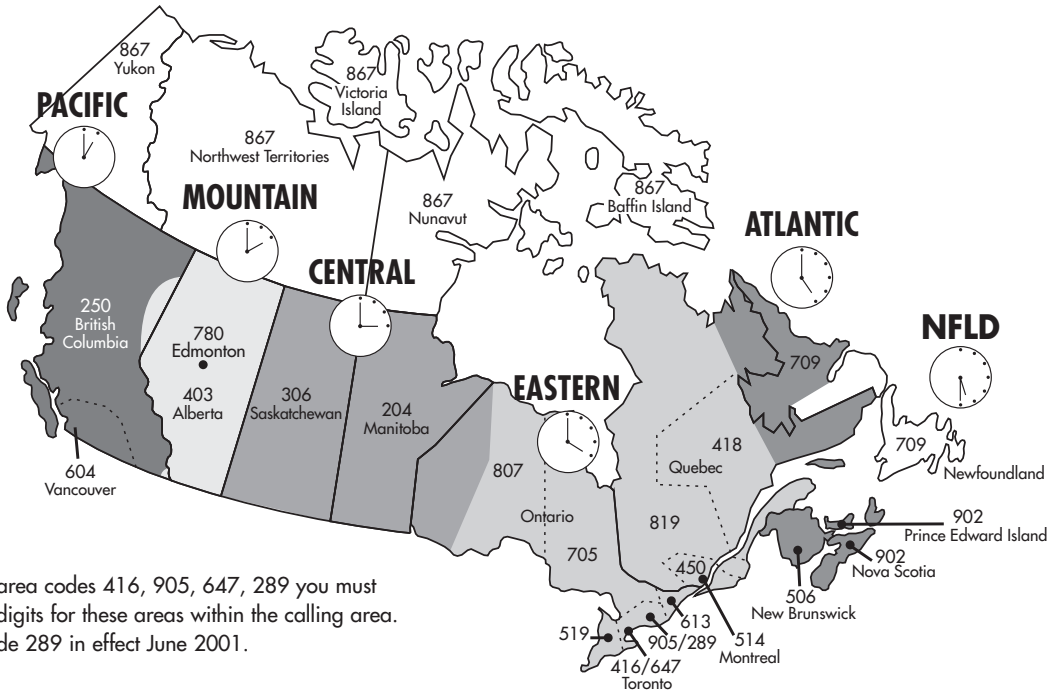 867
Yukon
PACIFIC
867
Victoria
Island
867
Northwest Territories
MOUNTAIN
867
Nunavut
867
Baffin Island
ATLANTIC
CENTRAL
NFLD
250
British
Columbia
780
Edmonton
403
Alberta
306
Saskatchewan
204
Manitoba
EASTERN
709
709
Newfoundland
807
418
Quebec
604
Vancouver
Ontario
819
705
450
902
Prince Edward Island
902
Nova Scotia
506
New Brunswick
area codes 416, 905, 647, 289 you must
digits for these areas within the calling area.
de 289 in effect June 2001.
613
519
905/289
514
Montreal
416/647
Toronto